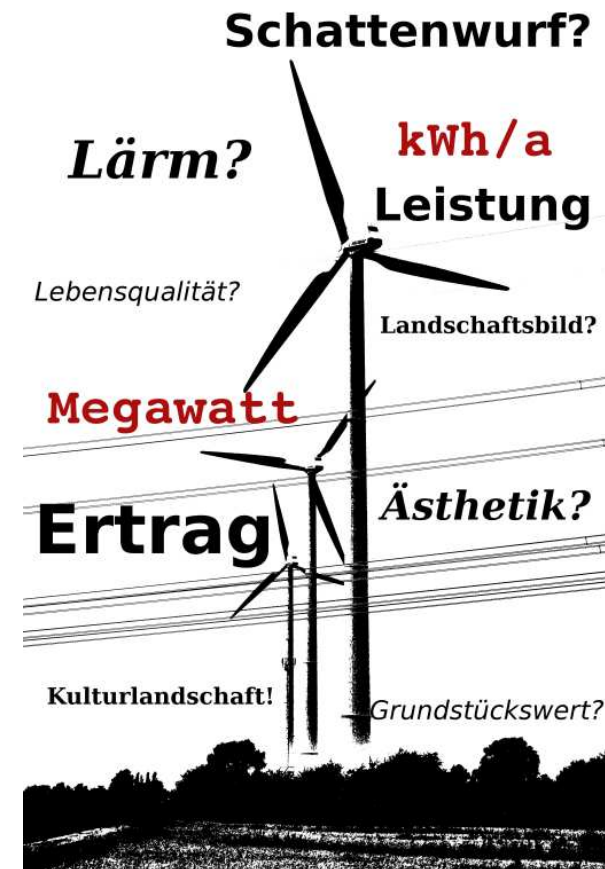 Schattenwurf?
Lärm?
kWh/a
Leistung
Lebensqualität?
Landschaftsbild?
Megawatt
Ertrag
Ästhetik?
Kulturlandschaft!
Grundstückswert?